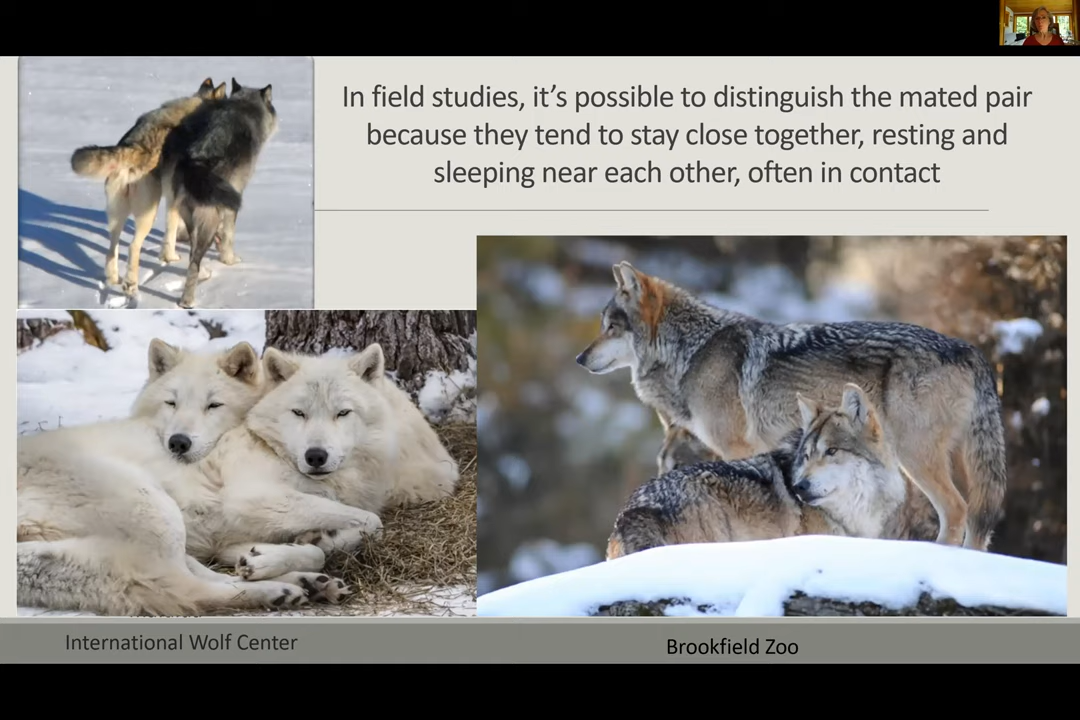 In field studies, it’s possible to distinguish the mated pair
because they tend to stay close together, resting and
sleeping near each other, often in contact
International Wolf Center
Brookfield Zoo